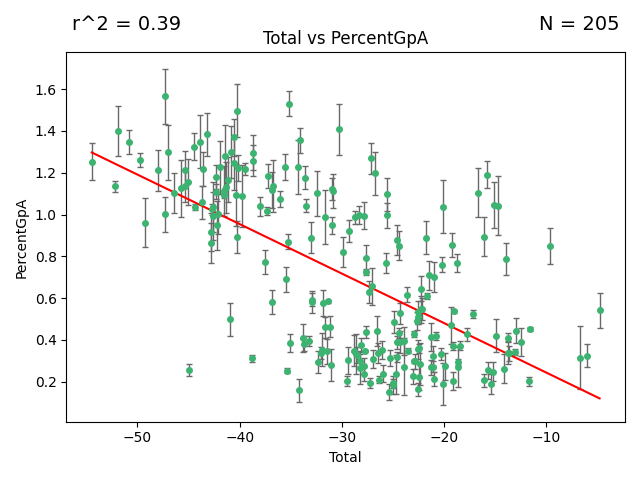 r^2 = 0.39
N = 205
Total vs PercentGpA
PercentGpA
1.6
1.4
1.2
1.0
0.8
0.6
0.4
0.2
−50
−40
−30
−20
−10
Total